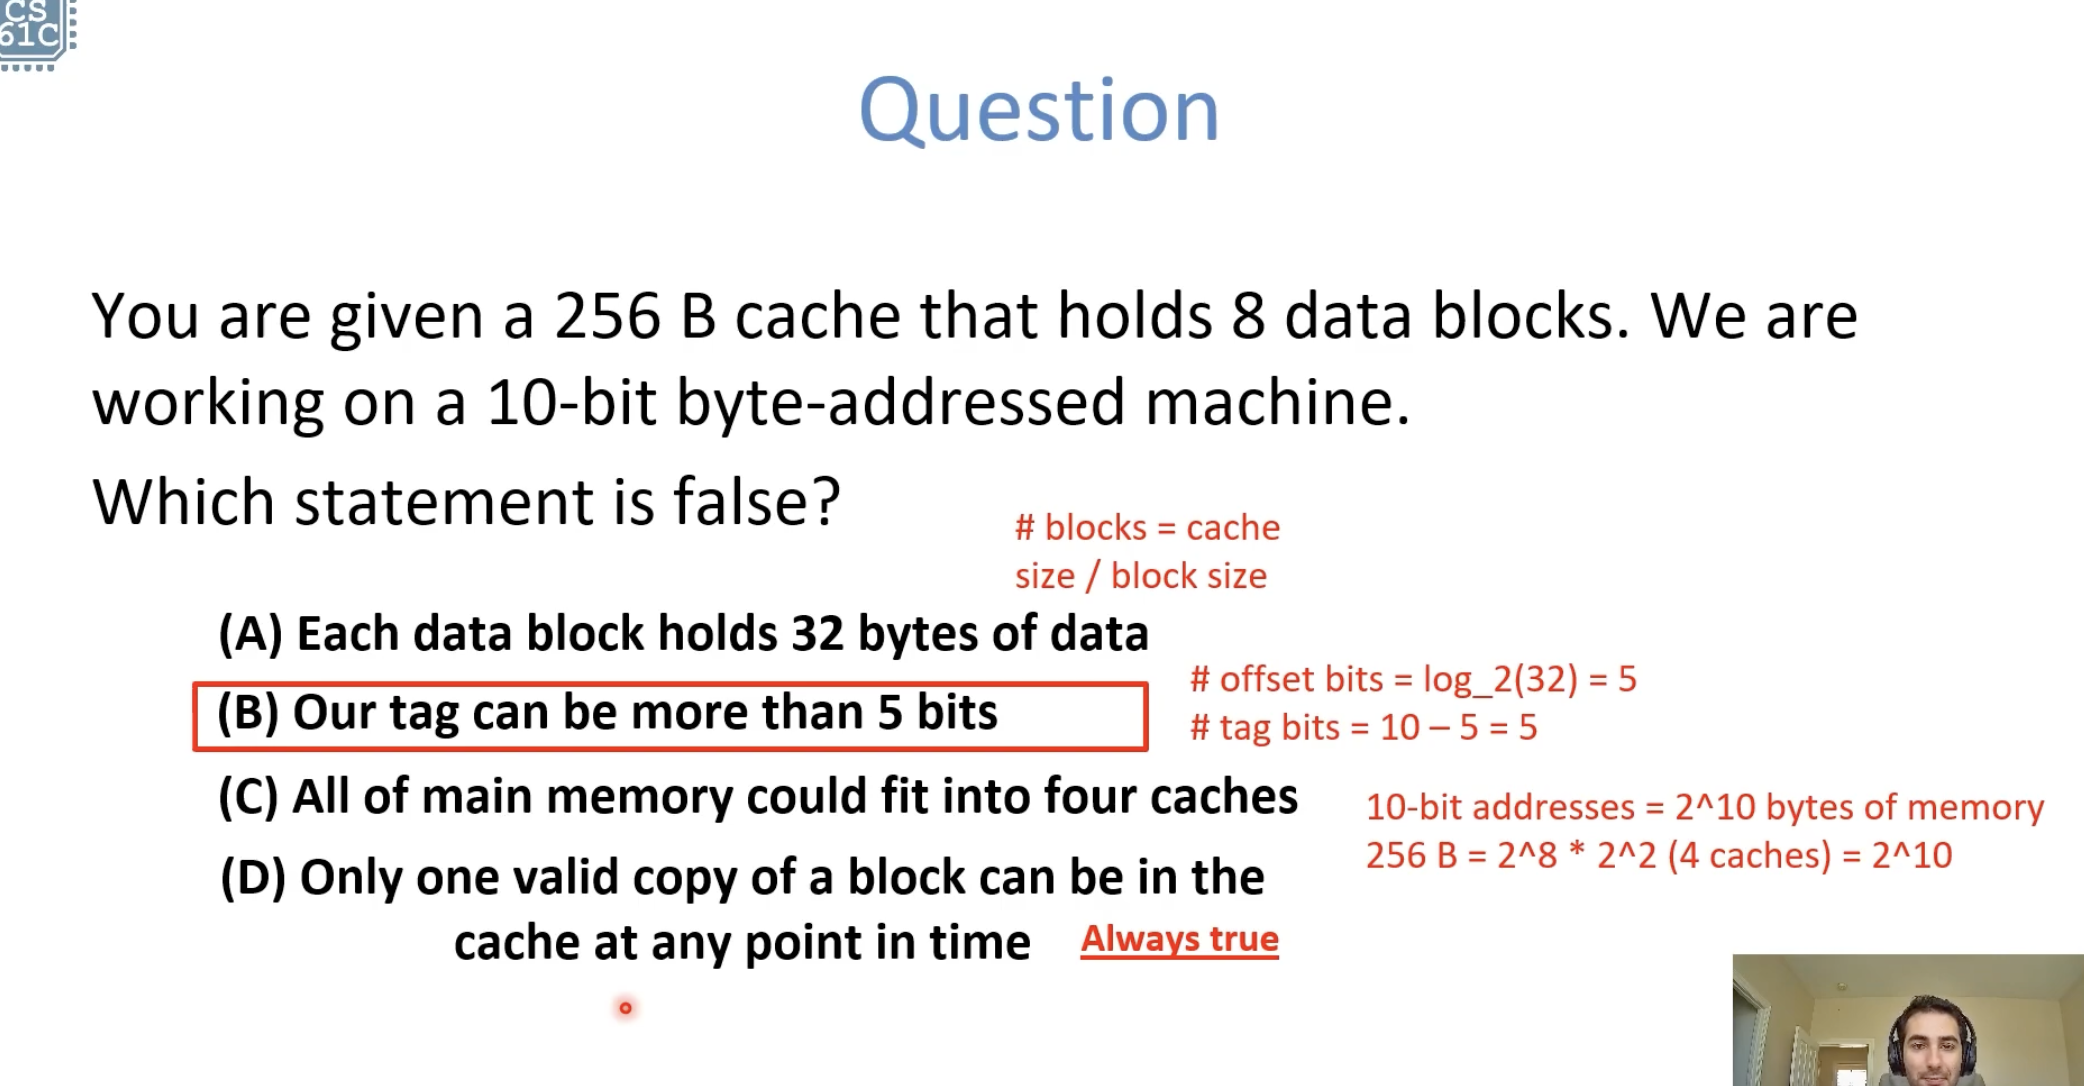 CS
61C
Question
You are given a 256 B cache that holds 8 data blocks. We are
working on a 10-bit byte-addressed machine.
Which statement is false?
# blocks = cache
size / block size
(A) Each data block holds 32 bytes of data
(B) Our tag can be more than 5 bits
# offset bits = log_2(32) = 5
# tag bits = 10 – 5 = 5
(C) All of main memory could fit into four caches
10-bit addresses = 2^10 bytes of memory
256 B = 2^8 * 2^2 (4 caches) = 2^10
(D) Only one valid copy of a block can be in the
cache at any point in time
Always true